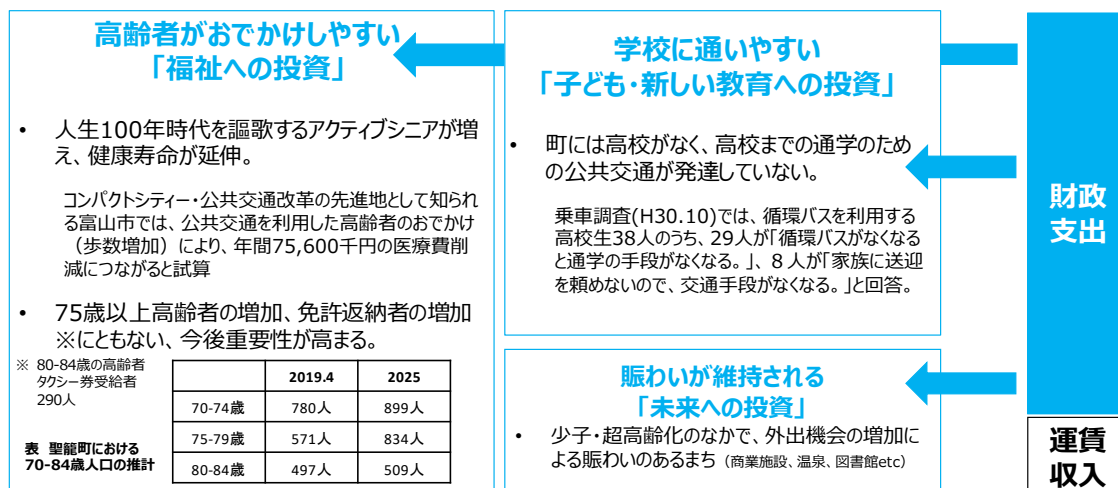 高齢者がおでかけしやすい
「福祉への投資」
• 人生100年時代を謳歌するアクティブシニアが増
え、健康寿命が延伸。
コンパクトシティー・公共交通改革の先進地として知られ
る富山市では、公共交通を利用した高齢者のおでかけ
（歩数増加）により、年間75,600千円の医療費削
減につながると試算
• 75歳以上高齢者の増加、免許返納者の増加
※にともない、今後重要性が高まる。
※ 80-84歳の高齢者
タクシー券受給者
290人
表 聖籠町における
70-84歳人口の推計
2019.4 2025
70-74歳 780人 899人
75-79歳 571人 834人
80-84歳 497人 509人
学校に通いやすい
「子ども・新しい教育への投資」
• 町には高校がなく、高校までの通学のため
の公共交通が発達していない。
乗車調査(H30.10)では、循環バスを利用する
高校生38人のうち、29人が「循環バスがなくなる
と通学の手段がなくなる。」、８人が「家族に送迎
を頼めないので、交通手段がなくなる。」と回答。
賑わいが維持される
「未来への投資」
• 少子・超高齢化のなかで、外出機会の増加に
よる賑わいのあるまち（商業施設、温泉、図書館etc）
財政
支出
運賃
収入